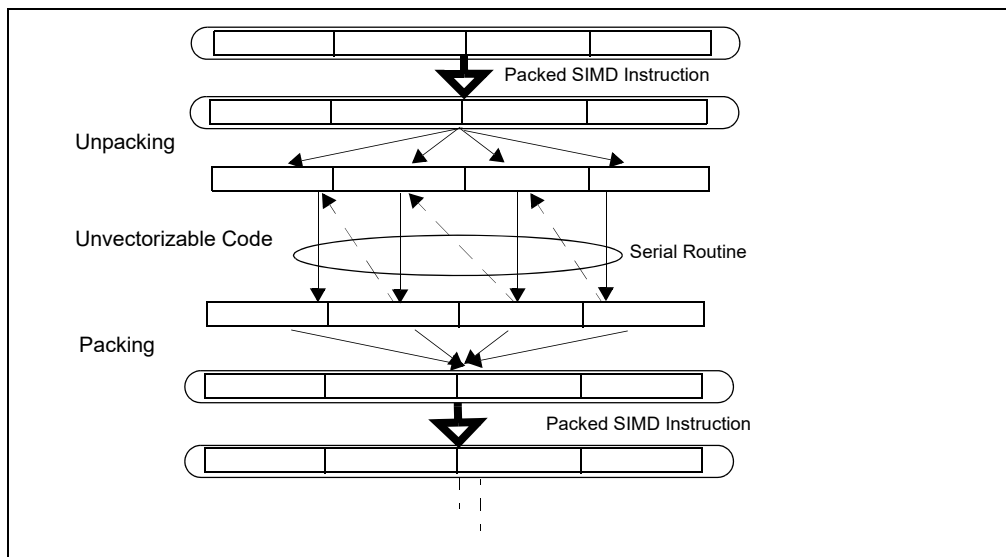 Packed SIMD Instruction
Unpacking
Unvectorizable Code
Serial Routine
Packing
Packed SIMD Instruction